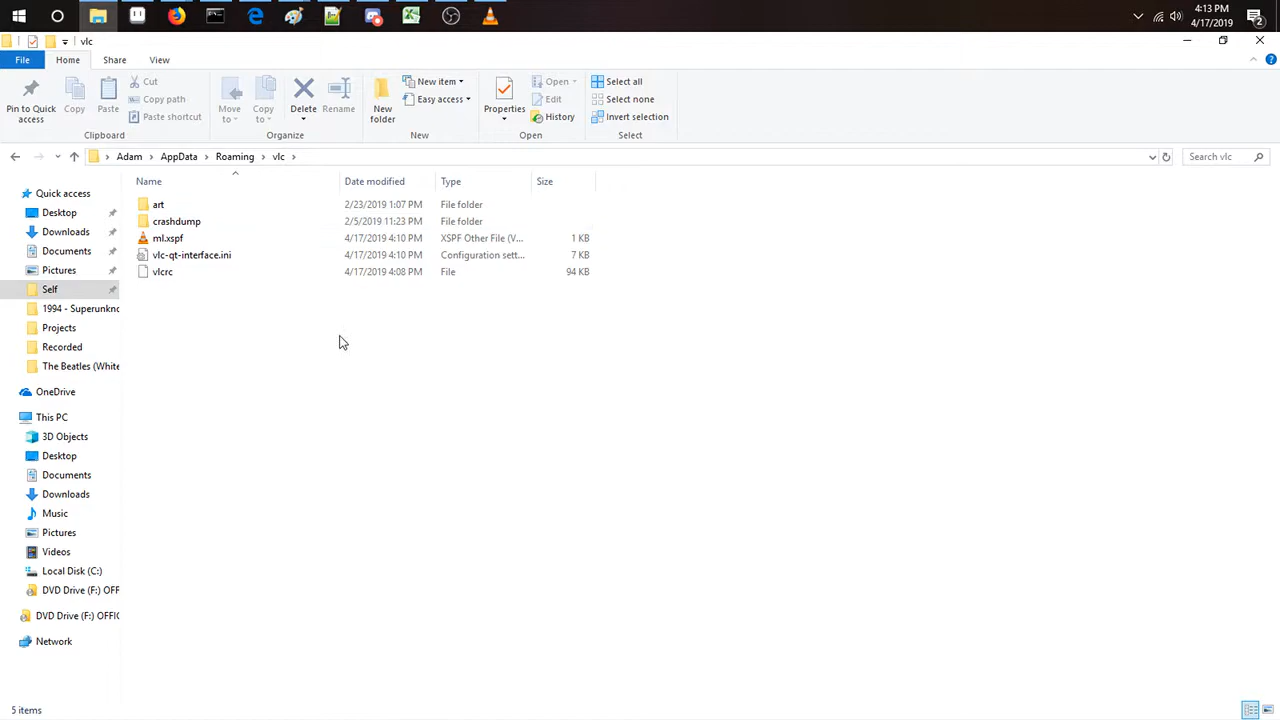 4:13 PM
4/17/2019
2
vlc
File Home Share View
Pin to Quick access
Copy
Paste
Cut
Copy path
Paste shortcut
Clipboard
Move to
Copy to
Delete
Rename
Organize
New folder
New item
Easy access
New
Properties
Open
Edit
History
Open
Select all
Select none
Invert selection
Select
Adam > AppData > Roaming > vlc >
Search vlc
Name Date modified Type Size
art 2/23/2019 1:07 PM File folder
crashdump 2/5/2019 11:23 PM File folder
ml.xspf 4/17/2019 4:10 PM XSPF Other File (V... 1 KB
vlc-qt-interface.ini 4/17/2019 4:10 PM Configuration sett... 7 KB
vlcrc 4/17/2019 4:08 PM File 94 KB
Quick access
Desktop
Downloads
Documents
Pictures
Self
1994 - Superunkno
Projects
Recorded
The Beatles (White
OneDrive
This PC
3D Objects
Desktop
Documents
Downloads
Music
Pictures
Videos
Local Disk (C:)
DVD Drive (F:) OFF
DVD Drive (F:) OFFIC
Network
5 items